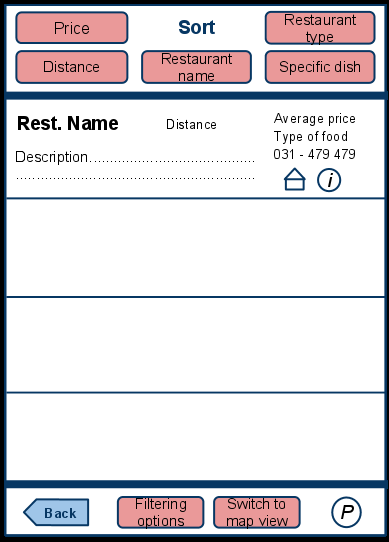 Price
Sort
Restaurant
type
Distance
Restaurant
name
Specific dish
Rest. Name
Distance
Average price
Type of food
031 - 479 479
Description.......................................
.........................................................
i
Back
Filtering
options
Switch to
map view
P